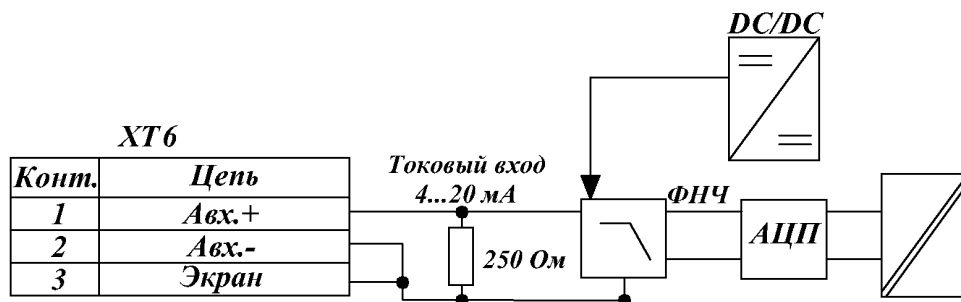 DC/DC
XT6
Конт. Цепь
1 Авх.+
2 Авх.-
3 Экран
Токовый вход
4...20 мА
250 Ом
ФНЧ
АЦП